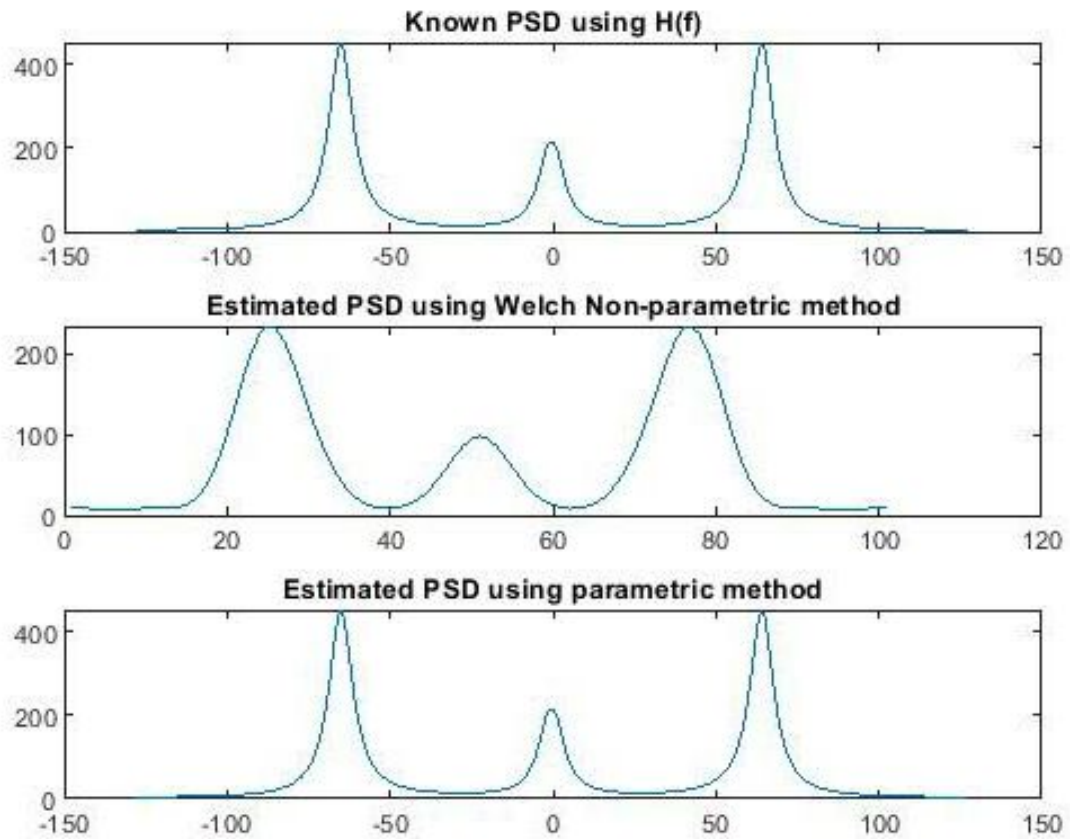 Known PSD using H(f)
400
200
0
-150 -100 -50 0 50 100 150
Estimated PSD using Welch Non-parametric method
200
100
0
0 20 40 60 80 100 120
Estimated PSD using parametric method
400
200
0
-150 -100 -50 0 50 100 150